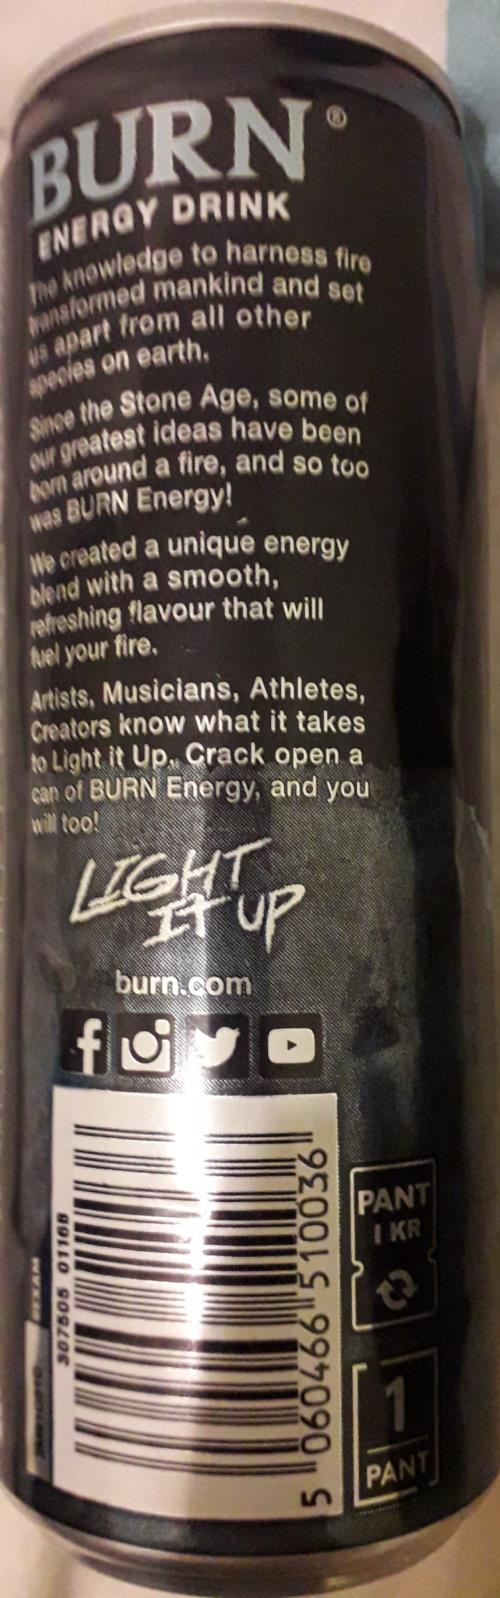 BURN®
ENERGY DRINK
The knowledge to harness fire
transformed mankind and set
us apart from all other
species on earth.
Since the Stone Age, some of
our greatest ideas have been
born around a fire, and so too
was BURN Energy!
We created a unique energy
blend with a smooth,
refreshing flavour that will
fuel your fire.
Artists, Musicians, Athletes,
Creators know what it takes
to Light it Up. Crack open a
can of BURN Energy, and you
will too!
LIGHT
IT UP
burn.com
PANT
1 KR
1
PANT
5 060466 510036
307505 01168
REXAM